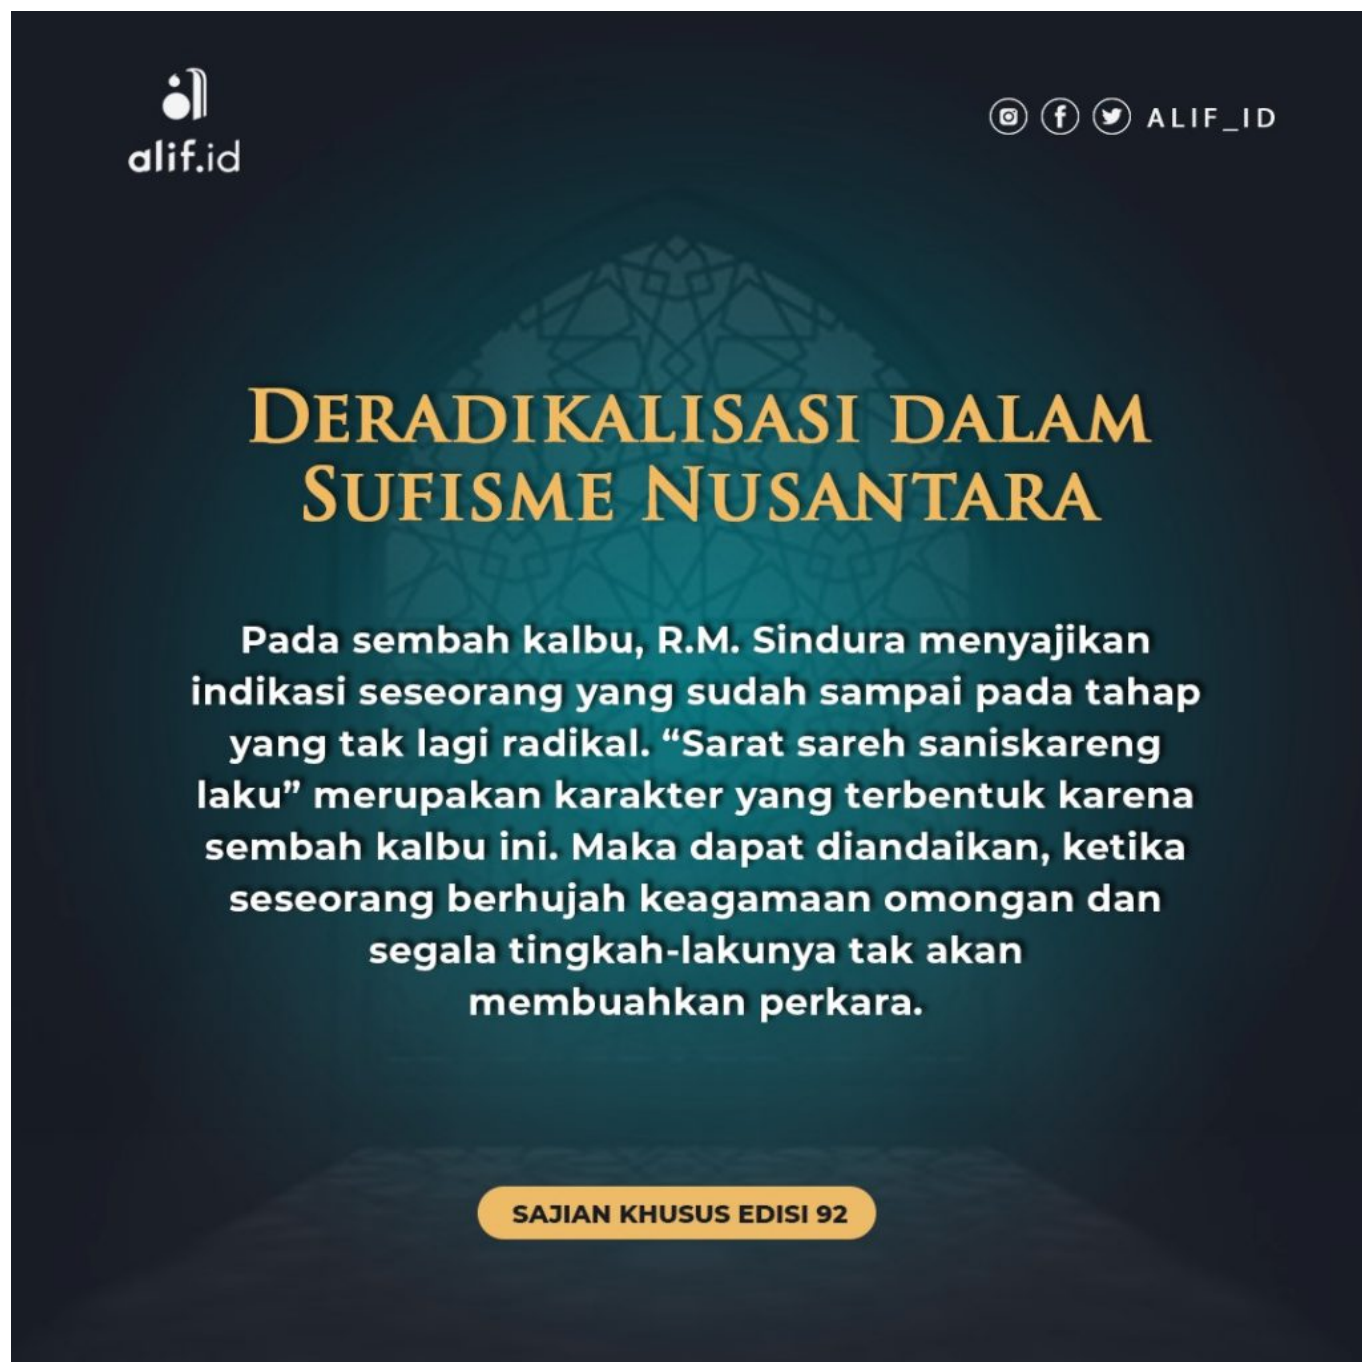 alif.id
ALIF_ID
DERADIKALISASI DALAM
SUFISME NUSANTARA
Pada sembah kalbu, R.M. Sindura menyajikan
indikasi seseorang yang sudah sampai pada tahap
yang tak lagi radikal. “Sarat sareh saniskareng
laku” merupakan karakter yang terbentuk karena
sembah kalbu ini. Maka dapat diandaikan, ketika
seseorang berhujah keagamaan omongan dan
segala tingkah-lakunya tak akan
membuahkan perkara.
SAJIAN KHUSUS EDISI 92